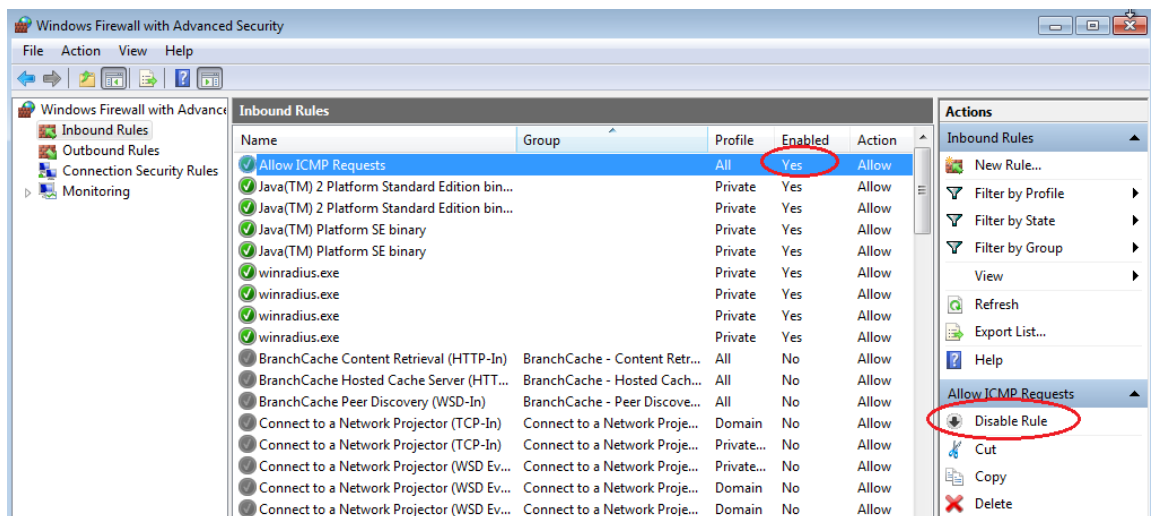 Windows Firewall with Advanced Security
File Action View Help
Windows Firewall with Advance
Inbound Rules
Outbound Rules
Connection Security Rules
Monitoring
Inbound Rules
Name Group Profile Enabled Action
Allow ICMP Requests All Yes Allow
Java(TM) 2 Platform Standard Edition bin... Private Yes Allow
Java(TM) 2 Platform Standard Edition bin... Private Yes Allow
Java(TM) Platform SE binary Private Yes Allow
Java(TM) Platform SE binary Private Yes Allow
winradius.exe Private Yes Allow
winradius.exe Private Yes Allow
winradius.exe Private Yes Allow
winradius.exe Private Yes Allow
BranchCache Content Retrieval (HTTP-In) BranchCache - Content Retr... All No Allow
BranchCache Hosted Cache Server (HTT... BranchCache - Hosted Cach... All No Allow
BranchCache Peer Discovery (WSD-In) BranchCache - Peer Discove... All No Allow
Connect to a Network Projector (TCP-In) Connect to a Network Proje... Domain No Allow
Connect to a Network Projector (TCP-In) Connect to a Network Proje... Private... No Allow
Connect to a Network Projector (WSD Ev... Connect to a Network Proje... Private... No Allow
Connect to a Network Projector (WSD Ev... Connect to a Network Proje... Domain No Allow
Connect to a Network Projector (WSD Ev... Connect to a Network Proje... Domain No Allow
Actions
Inbound Rules
New Rule...
Filter by Profile
Filter by State
Filter by Group
View
Refresh
Export List...
Help
Allow ICMP Requests
Disable Rule
Cut
Copy
Delete